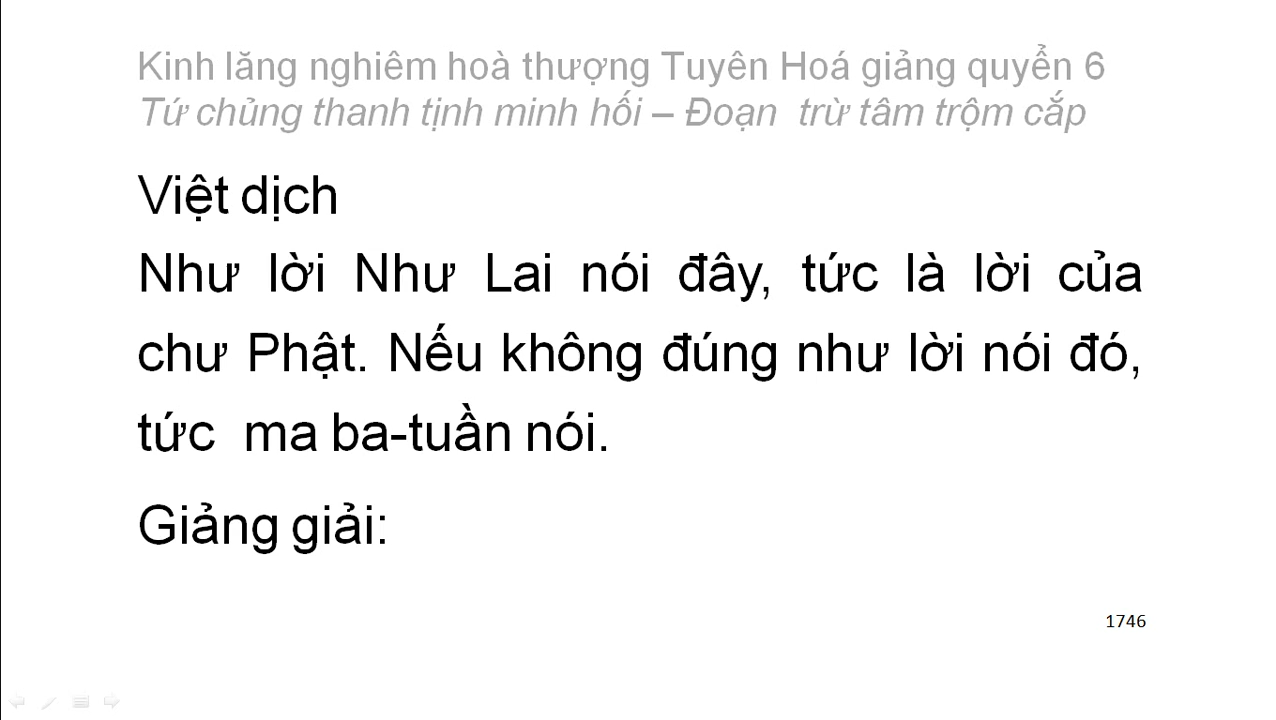 Kinh lăng nghiêm hoà thượng Tuyên Hoá giảng quyển 6
Tứ chủng thanh tịnh minh hối – Đoạn trừ tâm trộm cắp
Việt dịch
Như lời Như Lai nói đây, tức là lời của
chư Phật. Nếu không đúng như lời nói đó,
tức ma ba-tuần nói.
Giảng giải:
1746